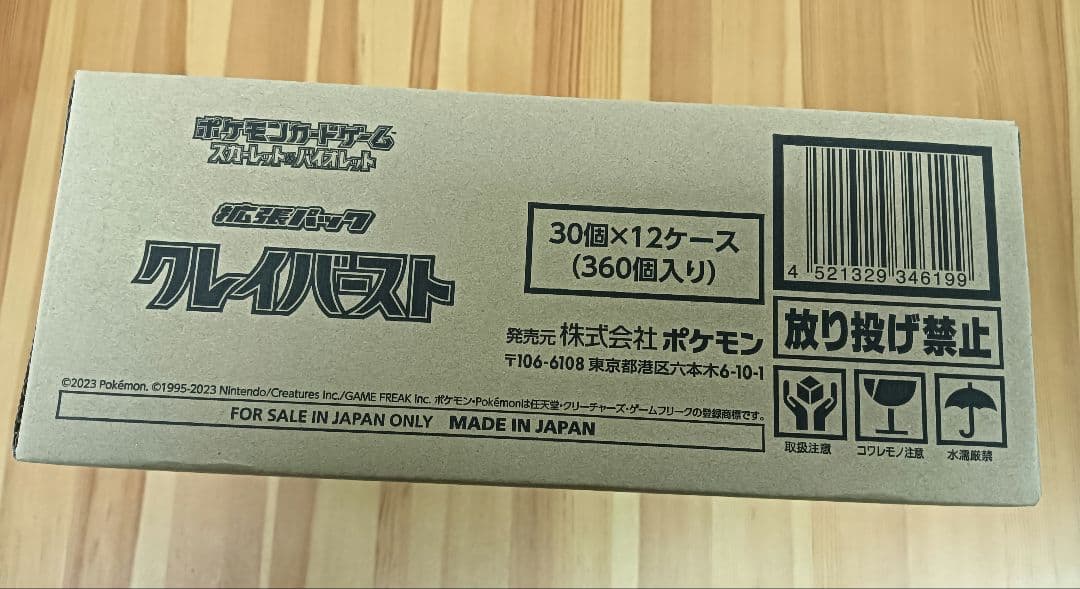 ポケモンカードゲーム
スカーレット&バイオレット
拡張パック
クレイバースト
30個×12ケース
(360個入り)
発売元 株式会社 ポケモン
〒106-6108 東京都港区六本木6-10-1
©2023 Pokémon. ©1995-2023 Nintendo/Creatures Inc./GAME FREAK inc. ポケモン・Pokémonは任天堂・クリーチャーズ・ゲームフリークの登録商標です。
FOR SALE IN JAPAN ONLY MADE IN JAPAN
4 521329 346199
放り投げ禁止
取扱注意 コワレモノ注意 水濡厳禁